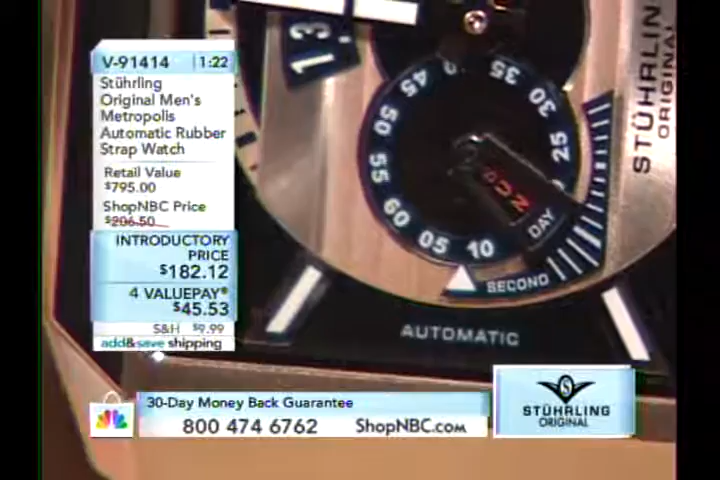 V-91414 1:22
Stührling
Original Men's
Metropolis
Automatic Rubber
Strap Watch
Retail Value
$795.00
ShopNBC Price
$206.50
INTRODUCTORY
PRICE
$182.12
4 VALUEPAY®
$45.53
S&H $9.99
add&save shipping
13
45
35
30
25
50
55
60
05
10
SUN
DAY
SECOND
AUTOMATIC
STÜHRLING
ORIGINAL
30-Day Money Back Guarantee
800 474 6762 ShopNBC.com
S
STÜHRLING
ORIGINAL